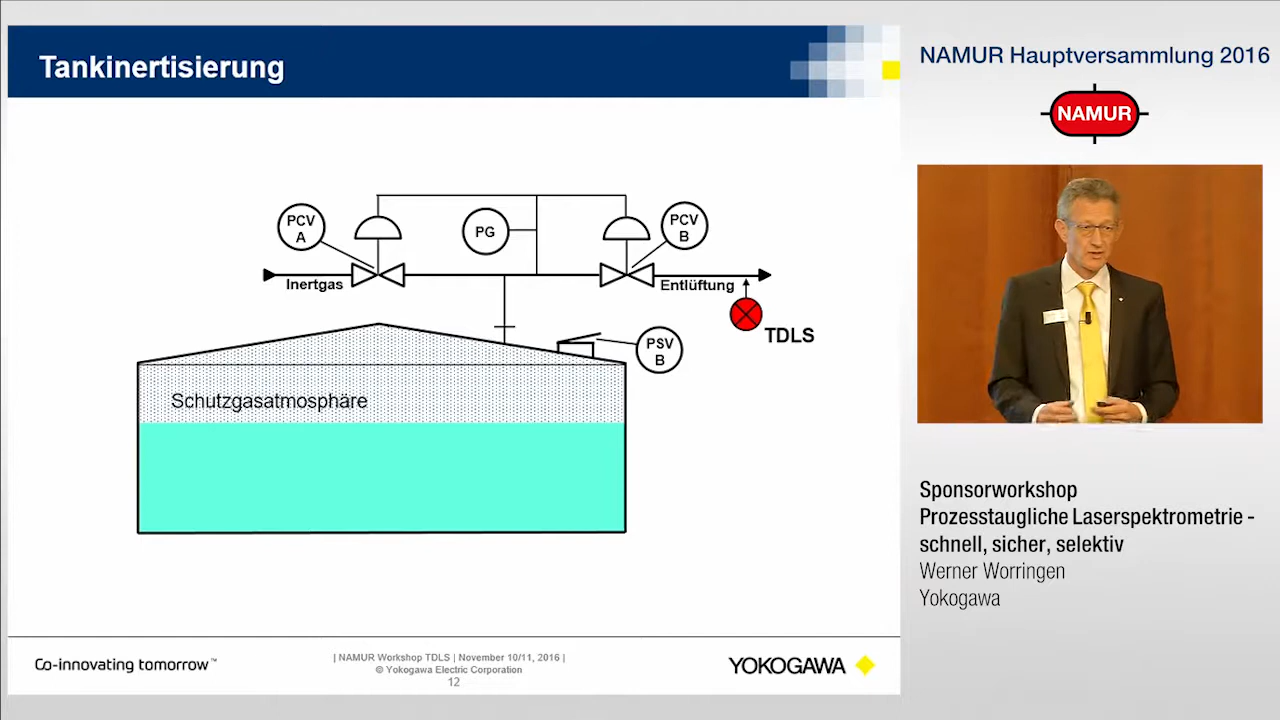 Tankinertisierung
NAMUR Hauptversammlung 2016
NAMUR
PCV
A
PG
PCV
B
Inertgas
Entlüftung
TDLS
PSV
B
Schutzgasatmosphäre
Sponsorworkshop
Prozesstaugliche Laserspektrometrie -
schnell, sicher, selektiv
Werner Worringen
Yokogawa
Co-innovating tomorrow™
| NAMUR Workshop TDLS | November 10/11, 2016 |
© Yokogawa Electric Corporation
12
YOKOGAWA